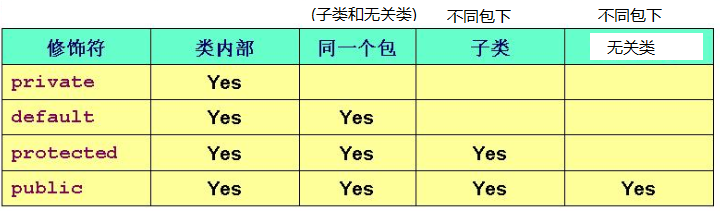 (子类和无关类) 不同包下 不同包下
修饰符 类内部 同一个包 子类 无关类
private Yes
default Yes Yes
protected Yes Yes Yes
public Yes Yes Yes Yes